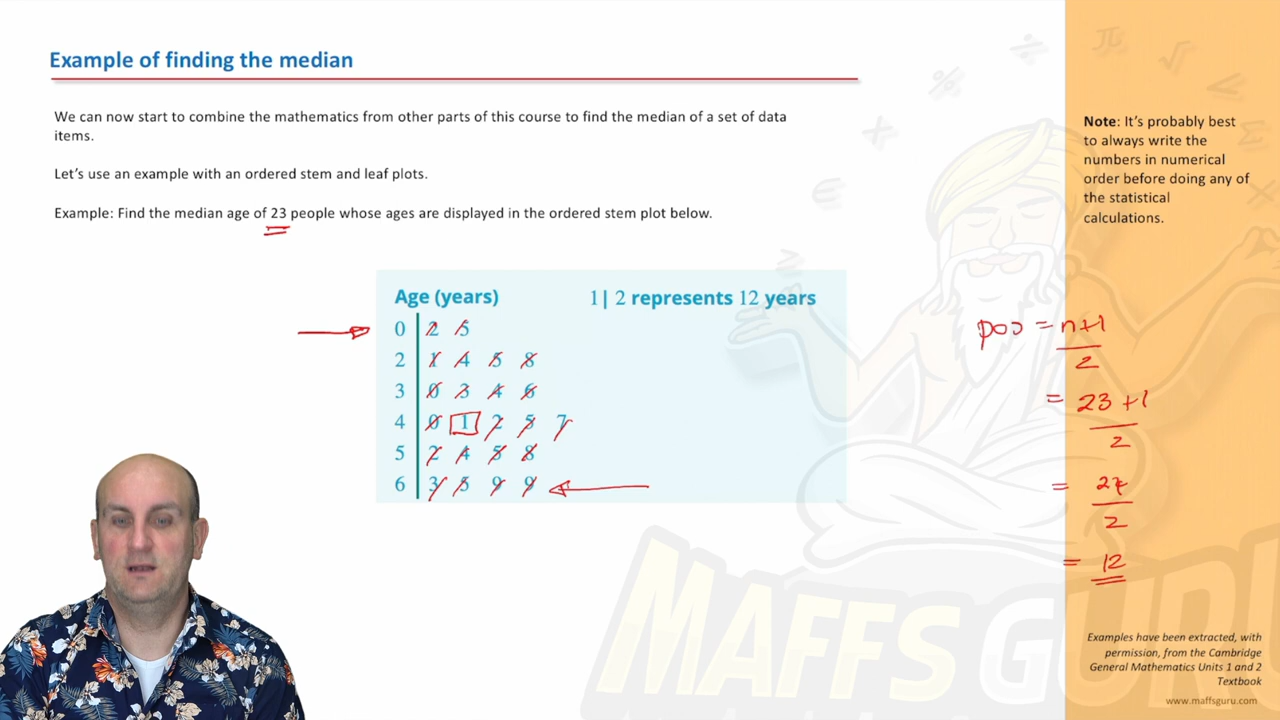 Example of finding the median
We can now start to combine the mathematics from other parts of this course to find the median of a set of data
items.
Let's use an example with an ordered stem and leaf plots.
Example: Find the median age of 23 people whose ages are displayed in the ordered stem plot below.
Age (years) 1| 2 represents 12 years
0 2 5
2 1 4 5 8
3 0 3 4 6
4 0 1 2 5 7
5 2 4 5 8
6 3 5 9 9
Note: It's probably best
to always write the
numbers in numerical
order before doing any of
the statistical
calculations.
pos = n+1
2
= 23 +1
2
= 24
2
= 12
MAFFS GURU
Examples have been extracted, with
permission, from the Cambridge
General Mathematics Units 1 and 2
Textbook
www.maffsguru.com